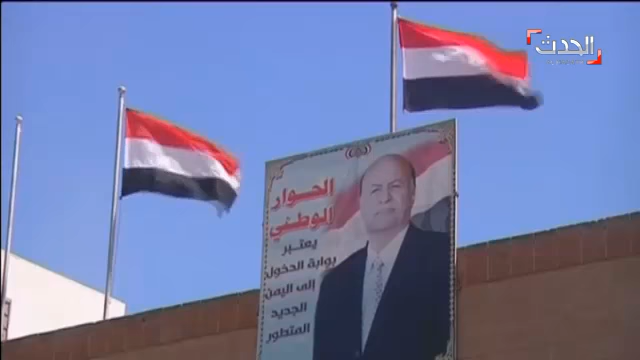 الحدث
الحوار
الوطني
يعتبر
بوابة الدخول
إلى اليمن
الجديد
المتطور